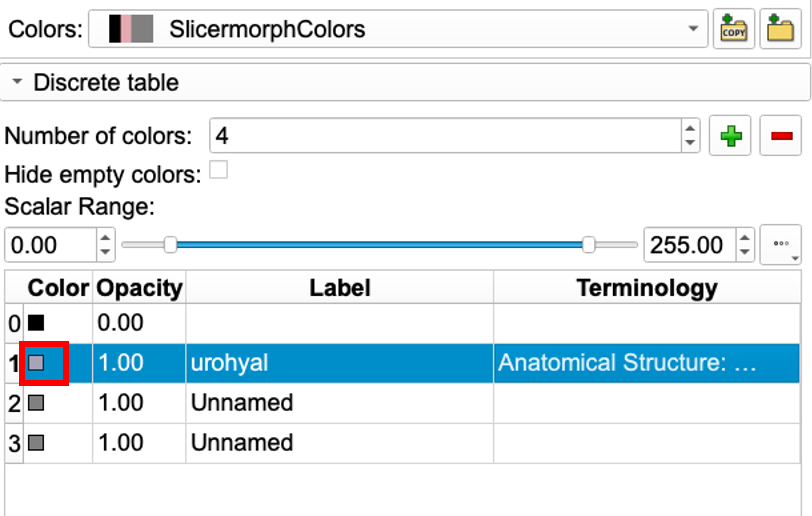 Colors: SlicermorphColors COPY
Discrete table
Number of colors: 4
Hide empty colors:
Scalar Range:
0.00 255.00
Color Opacity Label Terminology
0 0.00
1 1.00 urohyal Anatomical Structure: ...
2 1.00 Unnamed
3 1.00 Unnamed